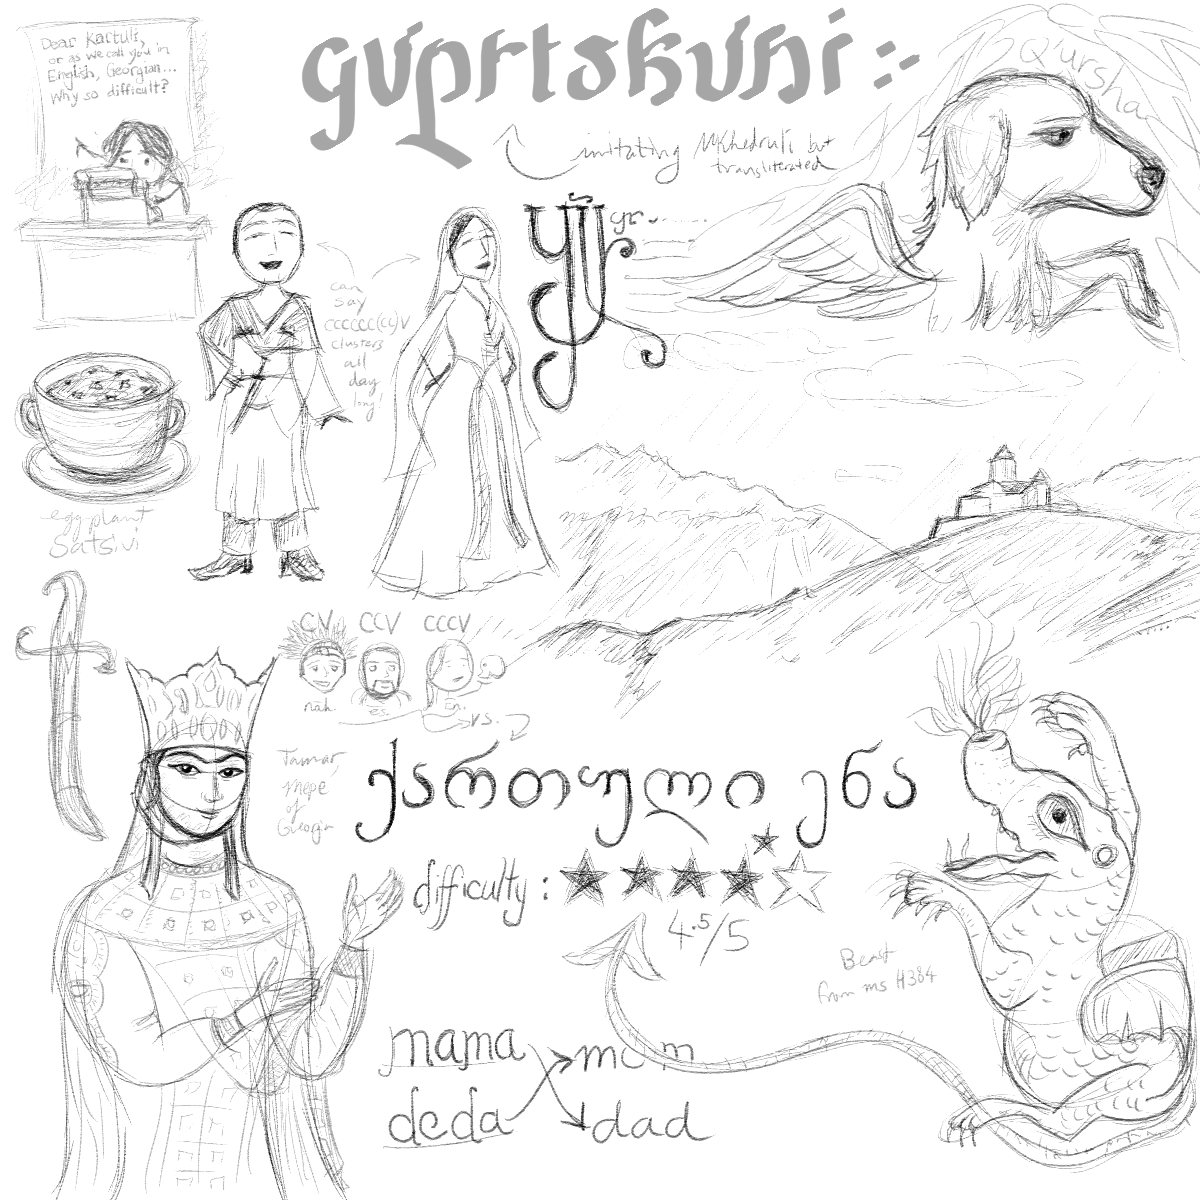 Dear Kartuli,
or as we call you in
English, Georgian...
Why so difficult?
gvprtskvni :-
imitating Mkhedruli but
transliterated
Q'ursha
can
say
CCCCCC(CC)V
clusters
all
day
long!
eggplant
Satsivi
CV CCV CCCV
nah.
es.
en.
vs.
Tamar,
mepe
of
Georgia
ქართული ენა
difficulty :
4.5/5
Beast
from ms H384
mama mom
deda dad